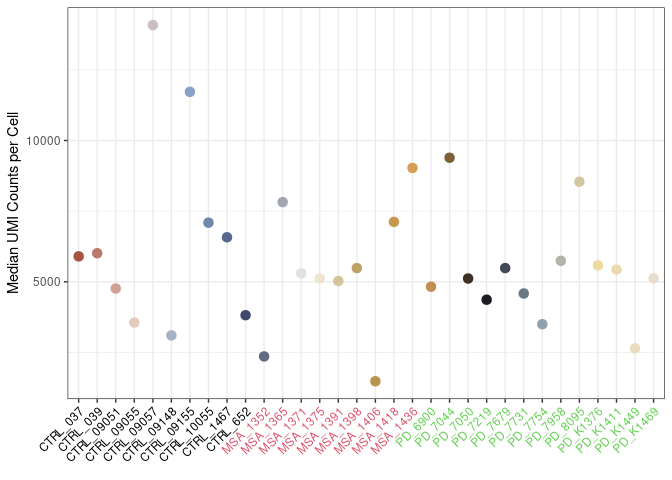 Median UMI Counts per Cell
10000
5000
CTRL_037
CTRL_039
CTRL_09051
CTRL_09055
CTRL_09057
CTRL_09148
CTRL_09155
CTRL_10055
CTRL_1467
CTRL_652
MSA_1352
MSA_1365
MSA_1371
MSA_1375
MSA_1391
MSA_1398
MSA_1406
MSA_1418
MSA_1436
PD_6900
PD_7044
PD_7050
PD_7219
PD_7679
PD_7731
PD_7754
PD_7958
PD_8095
PD_K1376
PD_K1411
PD_K1449
PD_K1469